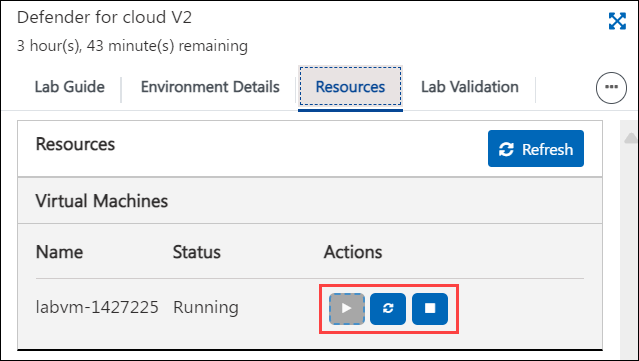 Defender for cloud V2
3 hour(s), 43 minute(s) remaining
Lab Guide Environment Details Resources Lab Validation
Resources Refresh
Virtual Machines
Name Status Actions
labvm-1427225 Running